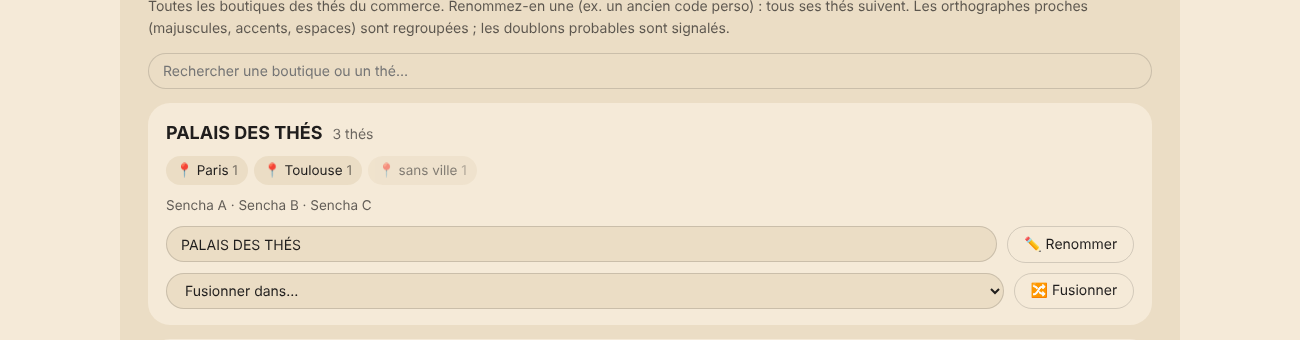 Toutes les boutiques des thés du commerce. Renommez-en une (ex. un ancien code perso) : tous ses thés suivent. Les orthographes proches
(majuscules, accents, espaces) sont regroupées ; les doublons probables sont signalés.
Rechercher une boutique ou un thé...
PALAIS DES THÉS 3 thés
📍 Paris 1 📍 Toulouse 1 📍 sans ville 1
Sencha A · Sencha B · Sencha C
PALAIS DES THÉS ✏️ Renommer
Fusionner dans... 🔀 Fusionner